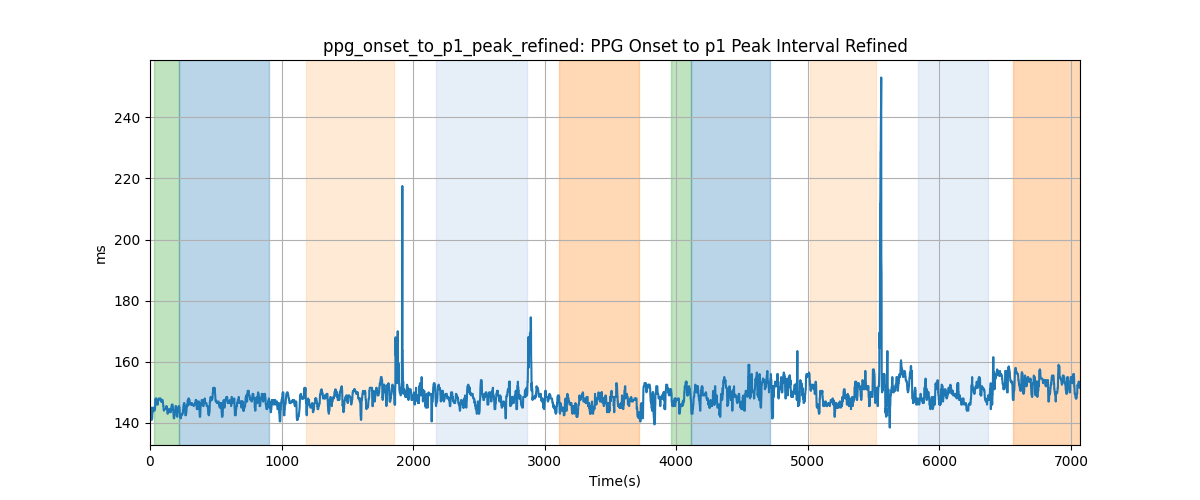 ppg_onset_to_p1_peak_refined: PPG Onset to p1 Peak Interval Refined
240
220
200
180
160
140
ms
0 1000 2000 3000 4000 5000 6000 7000
Time(s)